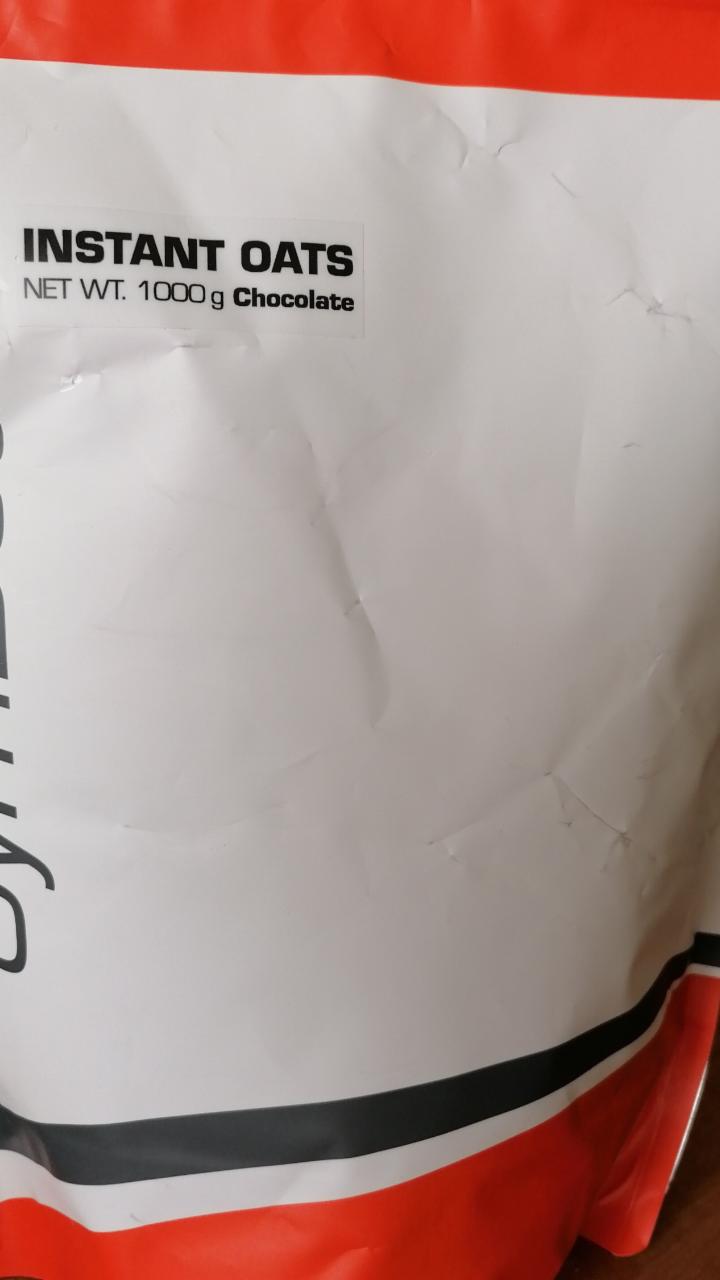 INSTANT OATS
NET WT. 1000 g Chocolate